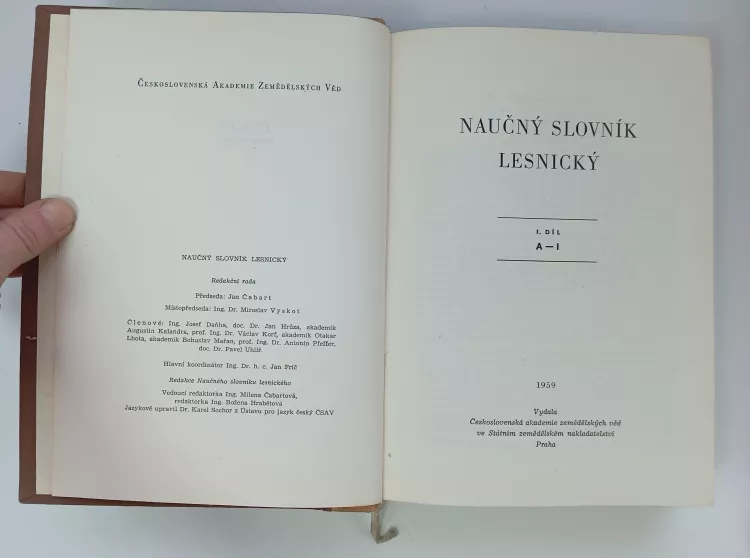 Československá Akademie Zemědělských Věd
NAUČNÝ SLOVNÍK LESNICKÝ
Redakční rada
Předseda: Jan Čabart
Místopředseda: Ing. Dr. Miroslav Vyskot
Členové: Ing. Josef Daňha, doc. Dr. Jan Hrůza, akademik
Augustin Kalandra, prof. Ing. Dr. Václav Korf, akademik Otakar
Lhota, akademik Bohuslav Mařan, prof. Ing. Dr. Antonín Pfeffer,
doc. Dr. Pavel Uhlíř.
Hlavní koordinátor Ing. Dr. h. c. Jan Frič
Redakce Naučného slovníku lesnického
Vedoucí redaktorka Ing. Milena Čabartová,
redaktorka Ing. Božena Hrabětová
Jazykově upravil Dr. Karel Sochor z Ústavu pro jazyk český ČSAV
NAUČNÝ SLOVNÍK
LESNICKÝ
I. DÍL
A—I
1959
Vydala
Československá akademie zemědělských věd
ve Státním zemědělském nakladatelství
Praha